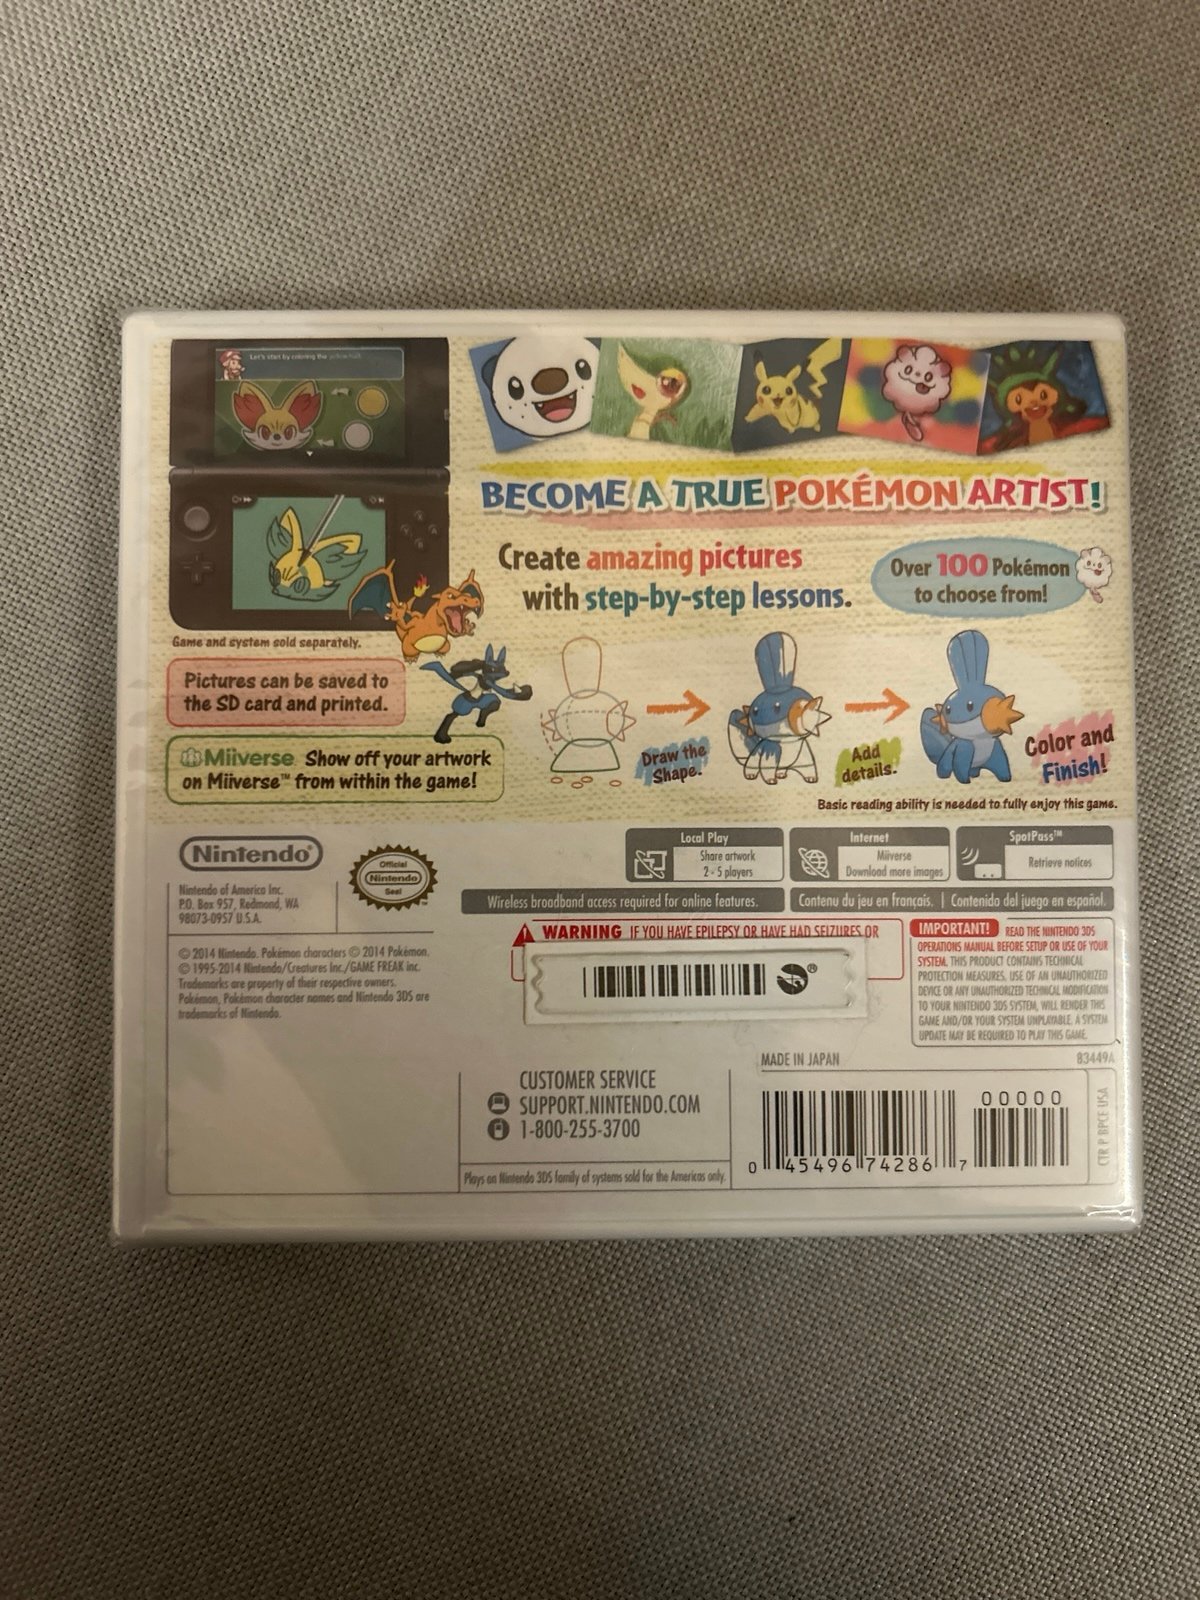 Let's start by coloring the yellow fur.
BECOME A TRUE POKÉMON ARTIST!
Create amazing pictures
with step-by-step lessons.
Over 100 Pokémon
to choose from!
Game and system sold separately.
Pictures can be saved to
the SD card and printed.
Miiverse Show off your artwork
on Miiverse™ from within the game!
Draw the
Shape.
Add
details.
Color and
Finish!
Basic reading ability is needed to fully enjoy this game.
Nintendo®
Official
Nintendo
Seal
Nintendo of America Inc.
P.O. Box 957, Redmond, WA
98073-0957 U.S.A.
Local Play
Share artwork
2 - 5 players
Internet
Miiverse
Download more images
SpotPass™
Retrieve notices
Wireless broadband access required for online features.
Contenu du jeu en français. | Contenido del juego en español.
© 2014 Nintendo. Pokémon characters © 2014 Pokémon.
© 1995-2014 Nintendo/Creatures Inc./GAME FREAK inc.
Trademarks are property of their respective owners.
Pokémon, Pokémon character names and Nintendo 3DS are
trademarks of Nintendo.
WARNING IF YOU HAVE EPILEPSY OR HAVE HAD SEIZURES OR
®
IMPORTANT! READ THE NINTENDO 3DS
OPERATIONS MANUAL BEFORE SETUP OR USE OF YOUR
SYSTEM. THIS PRODUCT CONTAINS TECHNICAL
PROTECTION MEASURES. USE OF AN UNAUTHORIZED
DEVICE OR ANY UNAUTHORIZED TECHNICAL MODIFICATION
TO YOUR NINTENDO 3DS SYSTEM, WILL RENDER THIS
GAME AND/OR YOUR SYSTEM UNPLAYABLE. A SYSTEM
UPDATE MAY BE REQUIRED TO PLAY THIS GAME.
MADE IN JAPAN
83449A
CUSTOMER SERVICE
SUPPORT.NINTENDO.COM
1-800-255-3700
Plays on Nintendo 3DS family of systems sold for the Americas only.
00000
0 45496 74286 7
CTR P BPCE USA